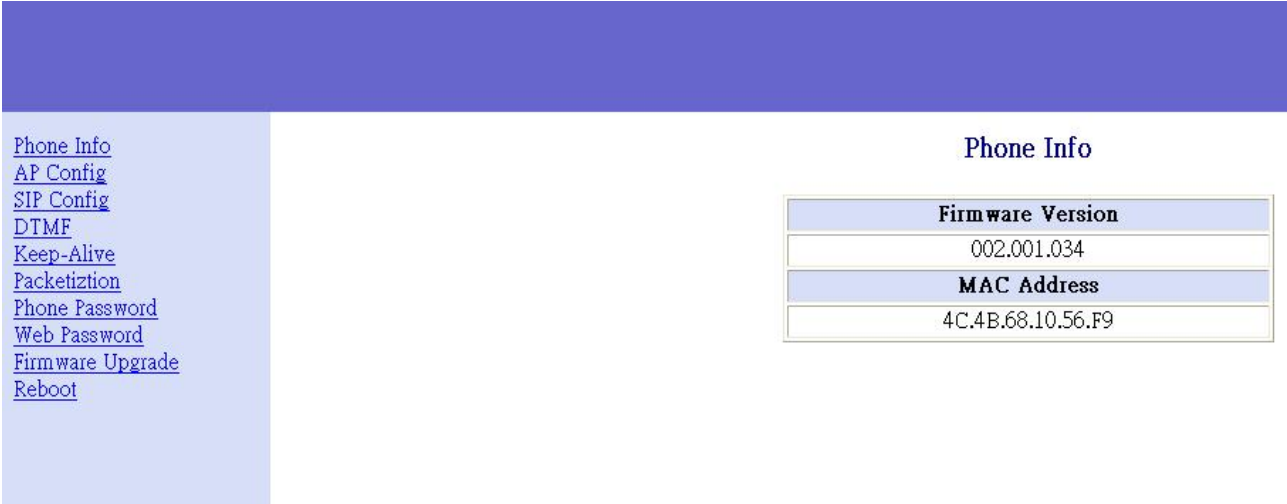 Phone Info
AP Config
SIP Config
DTMF
Keep-Alive
Packetiztion
Phone Password
Web Password
Firmware Upgrade
Reboot
Phone Info
Firmware Version
002.001.034
MAC Address
4C.4B.68.10.56.F9